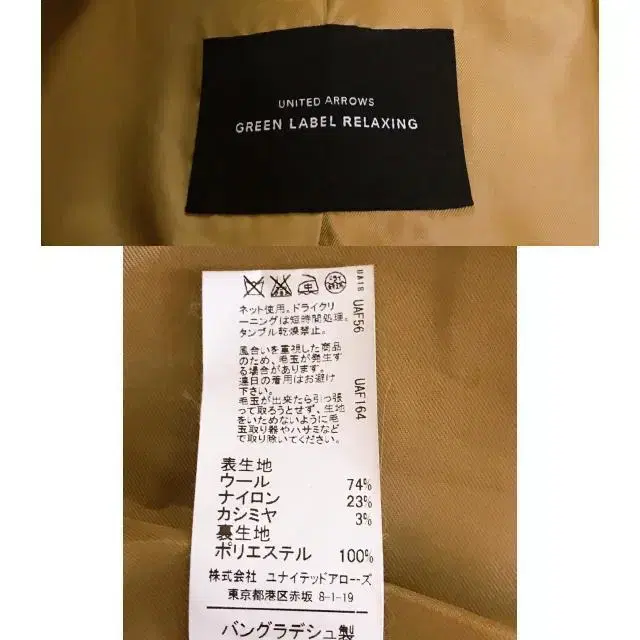 UNITED ARROWS
GREEN LABEL RELAXING
UA18 UAF56 UAF164
ネット使用。ドライクリ
ーニングは短時間処理。
タンブル乾燥禁止。
風合いを重視した商品
のため、毛玉が発生す
る場合があります。
連日の着用はお避け
下さい。
毛玉が出来たら引っ張
って取ろうとせず、生地
をいためないように毛
玉取り器やハサミなど
で取り除いてください。
表生地
ウール 74%
ナイロン 23%
カシミヤ 3%
裏生地
ポリエステル 100%
株式会社 ユナイテッドアローズ
東京都港区赤坂 8-1-19
バングラデシュ製